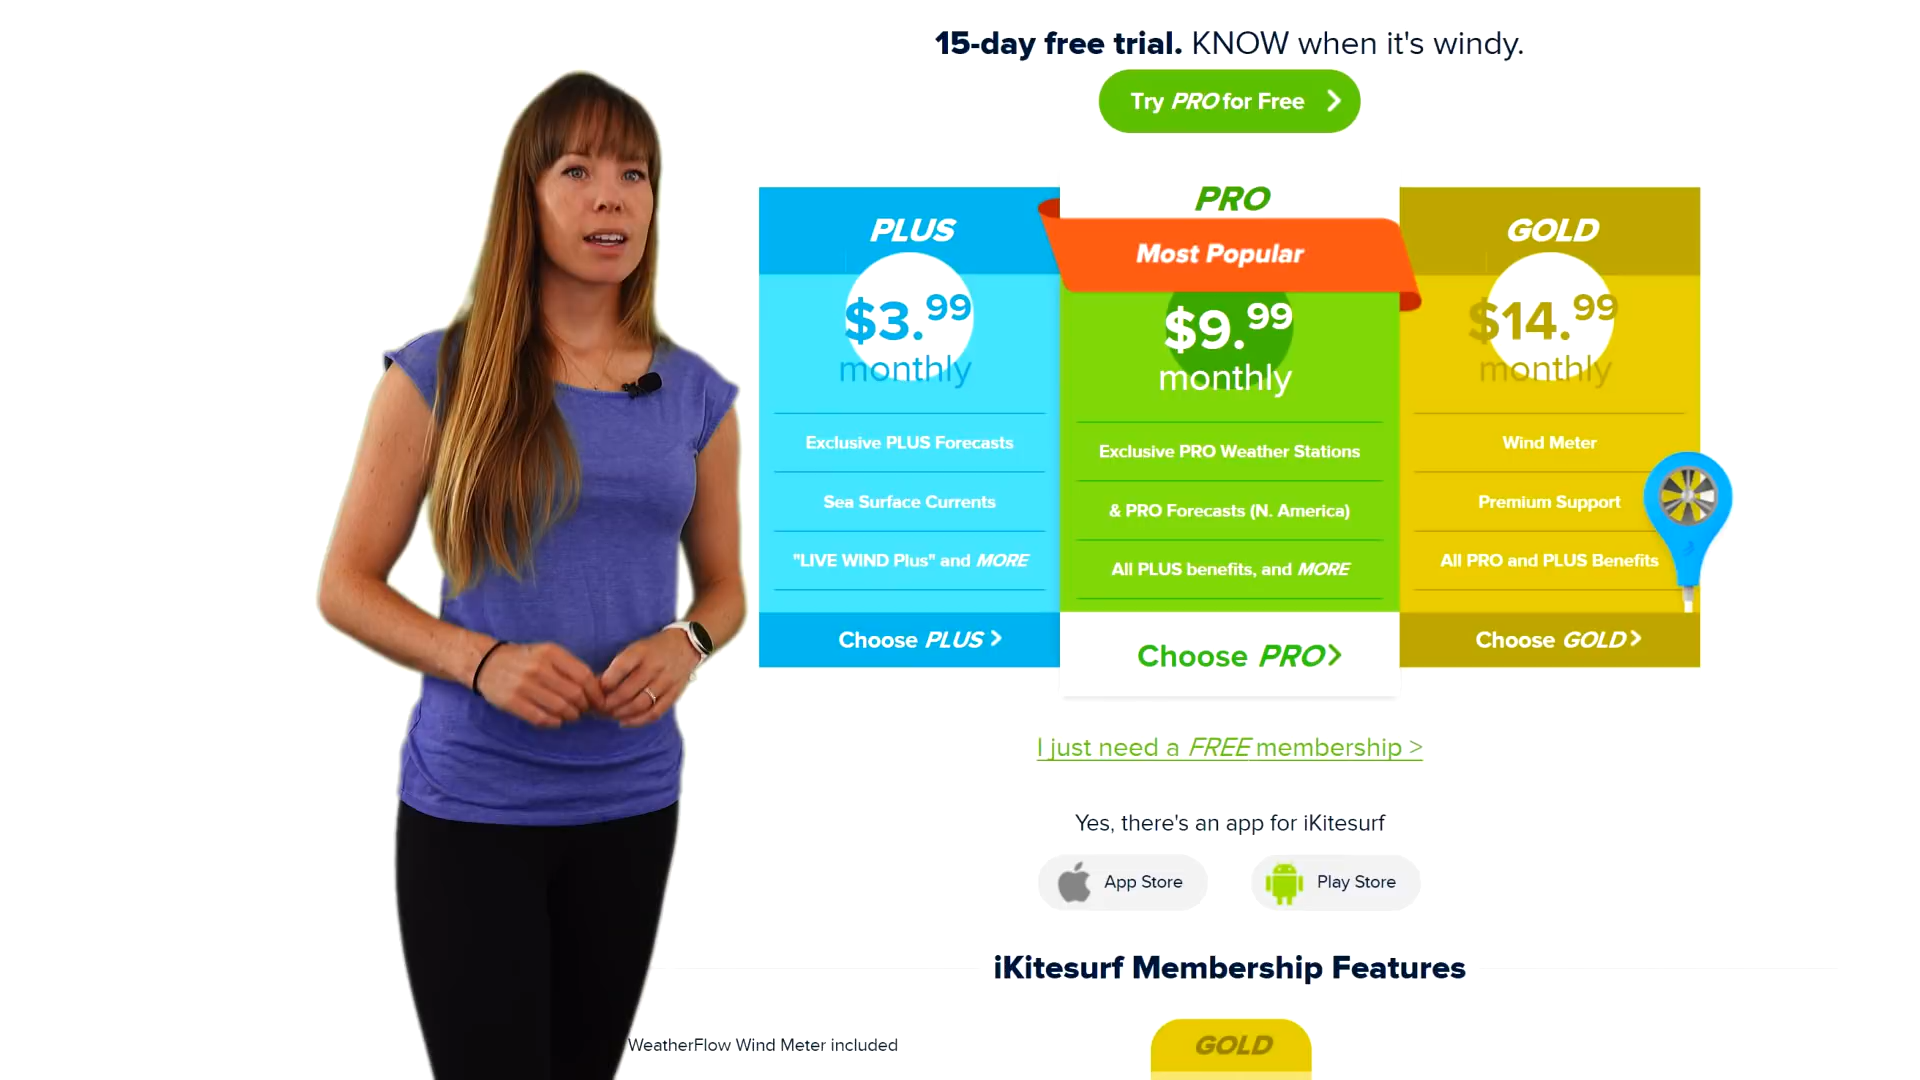 15-day free trial. KNOW when it's windy.
Try PRO for Free
PLUS
$3.99
monthly
Exclusive PLUS Forecasts
Sea Surface Currents
"LIVE WIND Plus" and MORE
Choose PLUS >
PRO
Most Popular
$9.99
monthly
Exclusive PRO Weather Stations
& PRO Forecasts (N. America)
All PLUS benefits, and MORE
Choose PRO>
GOLD
$14.99
monthly
Wind Meter
Premium Support
All PRO and PLUS Benefits
Choose GOLD>
I just need a FREE membership >
Yes, there's an app for iKitesurf
App Store
Play Store
iKitesurf Membership Features
WeatherFlow Wind Meter included
GOLD